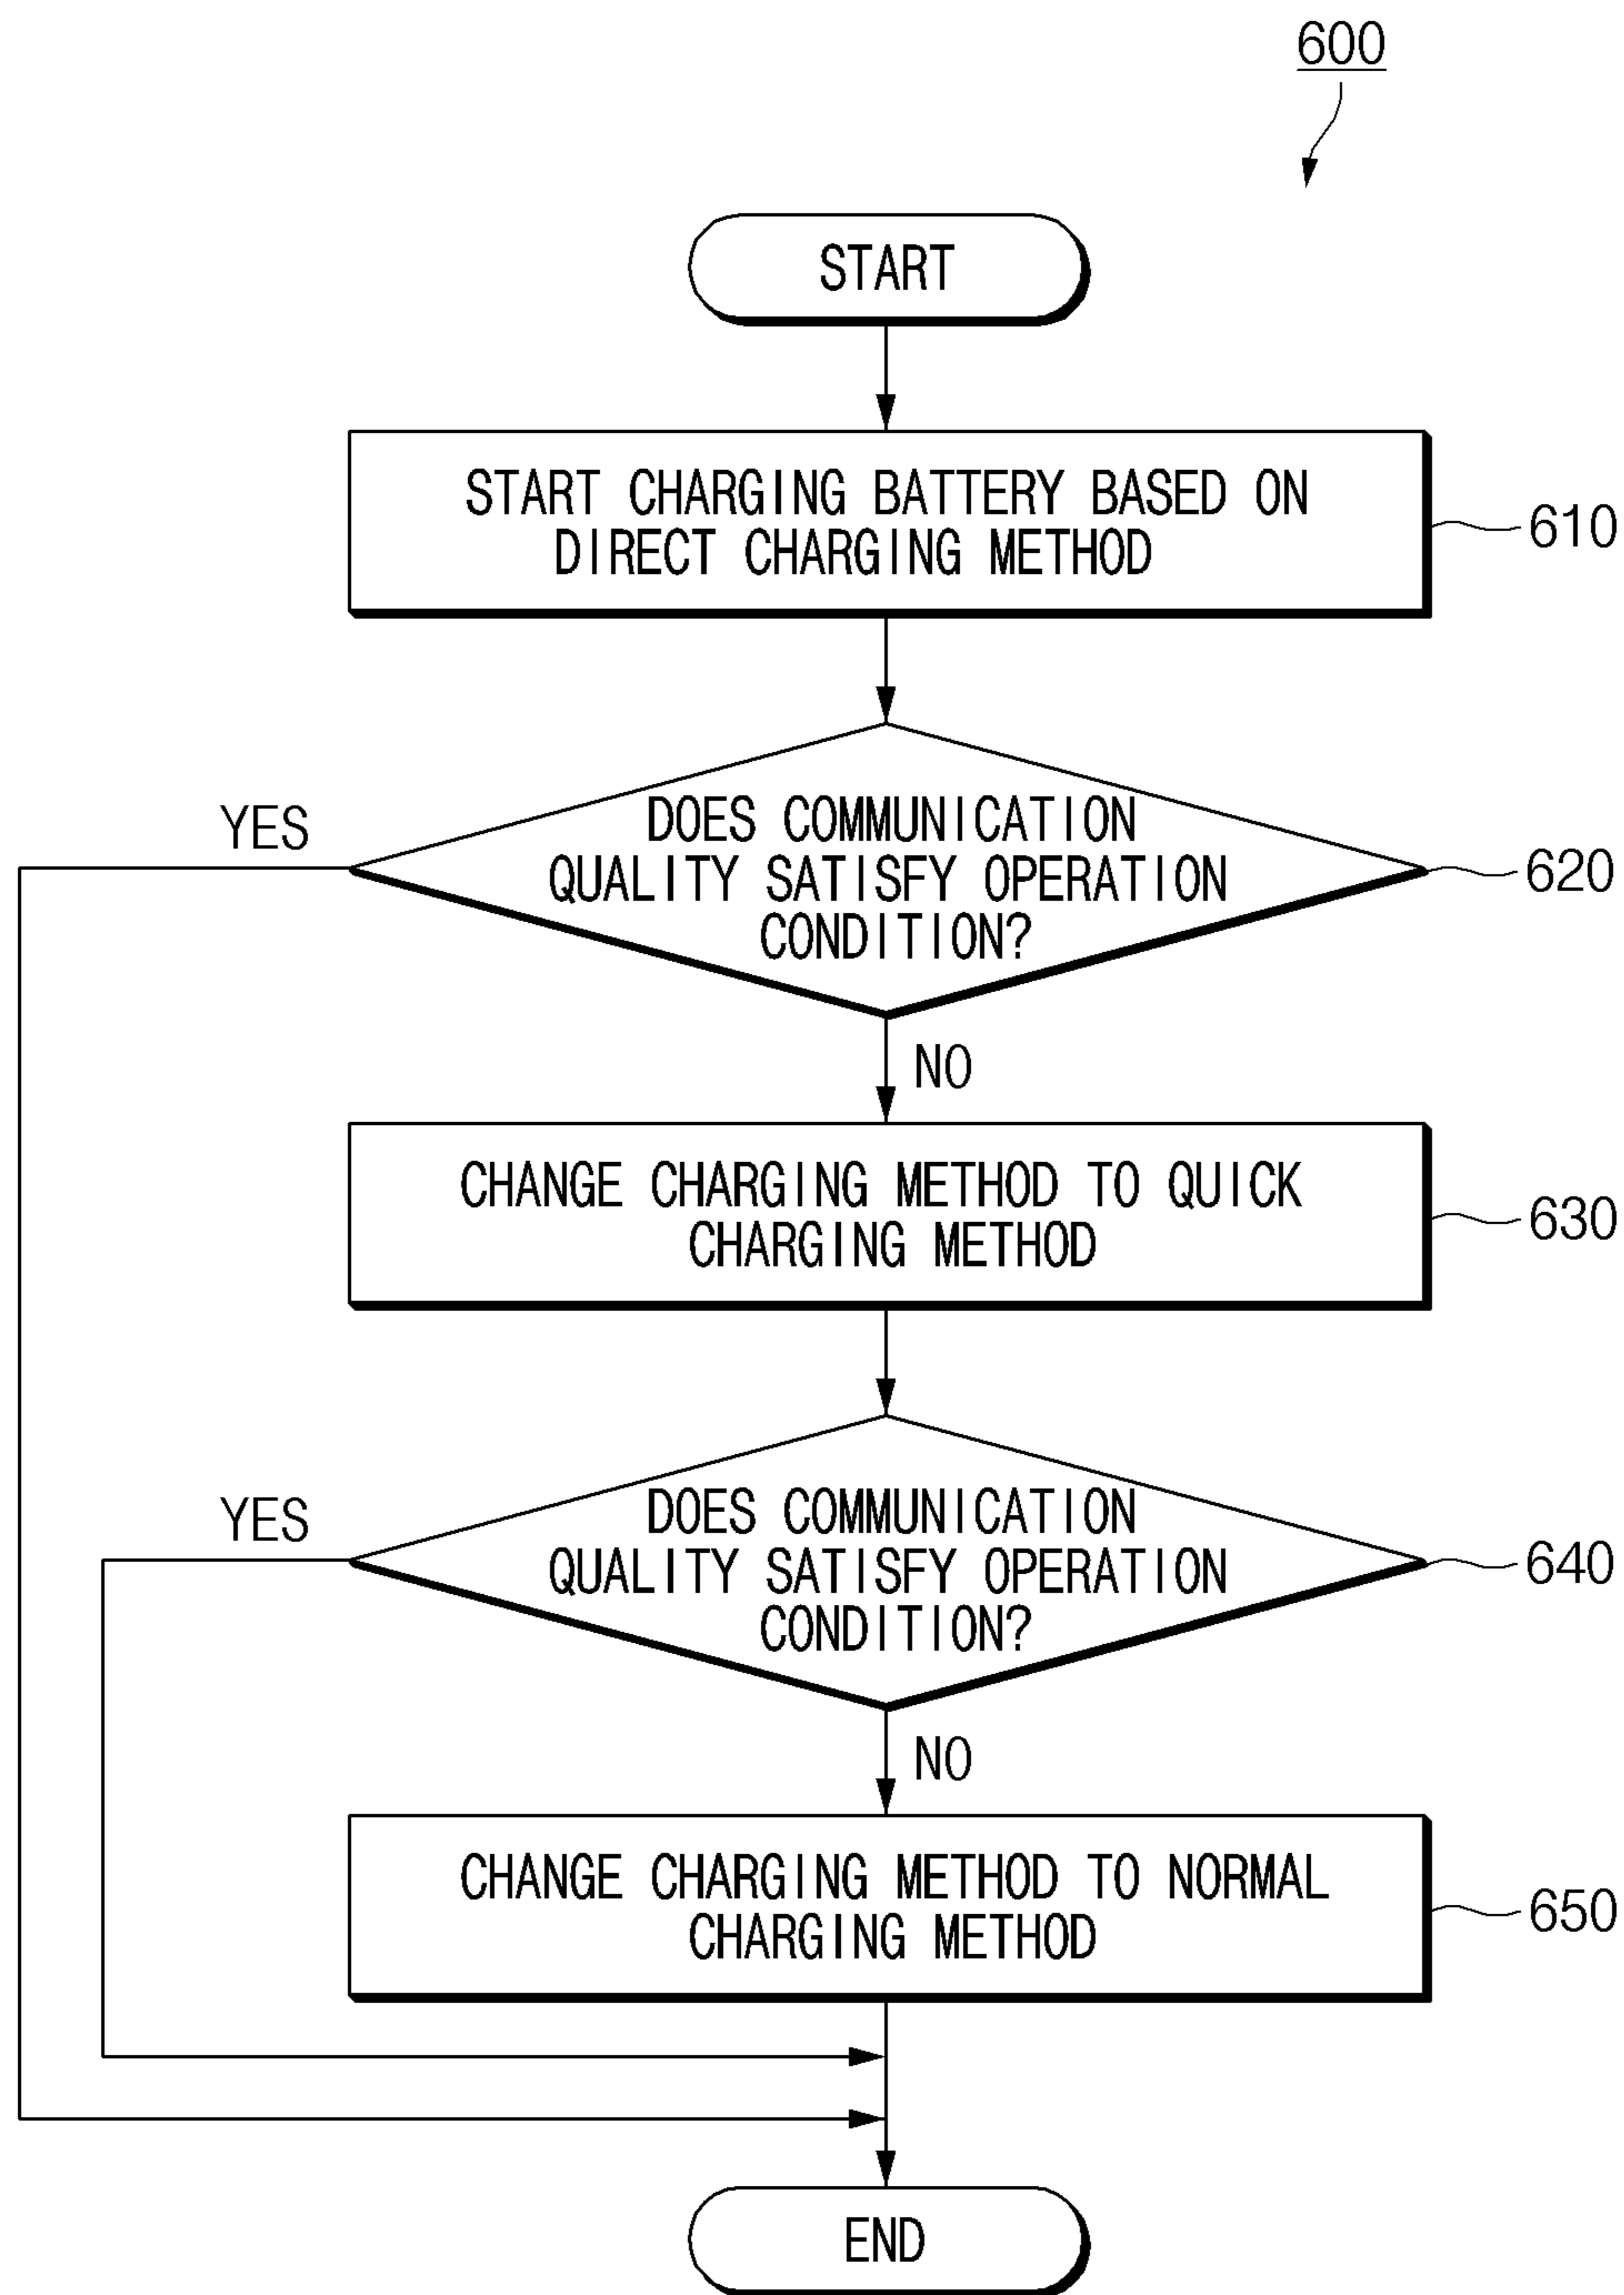 600
START
START CHARGING BATTERY BASED ON
DIRECT CHARGING METHOD
610
YES
DOES COMMUNICATION
QUALITY SATISFY OPERATION
CONDITION?
620
NO
CHANGE CHARGING METHOD TO QUICK
CHARGING METHOD
630
YES
DOES COMMUNICATION
QUALITY SATISFY OPERATION
CONDITION?
640
NO
CHANGE CHARGING METHOD TO NORMAL
CHARGING METHOD
650
END